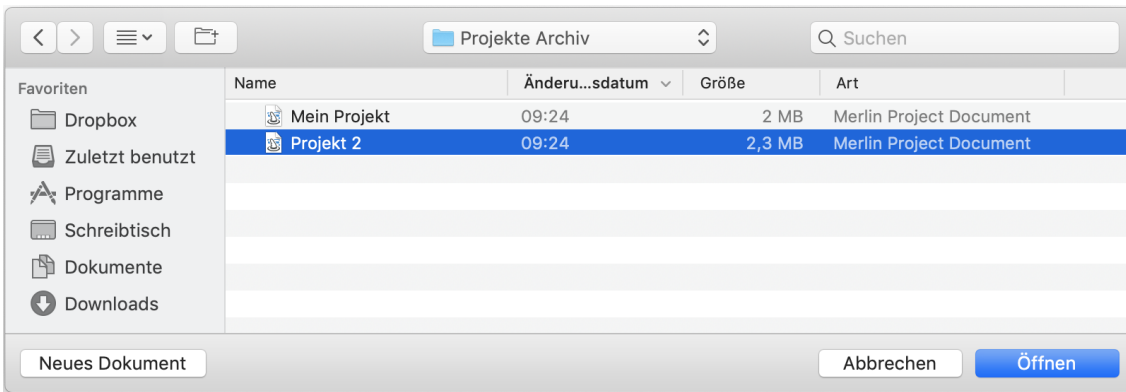 Projekte Archiv
Suchen
Favoriten
Dropbox
Zuletzt benutzt
Programme
Schreibtisch
Dokumente
Downloads
Name Änderu...sdatum Größe Art
Mein Projekt 09:24 2 MB Merlin Project Document
Projekt 2 09:24 2,3 MB Merlin Project Document
Neues Dokument Abbrechen Öffnen